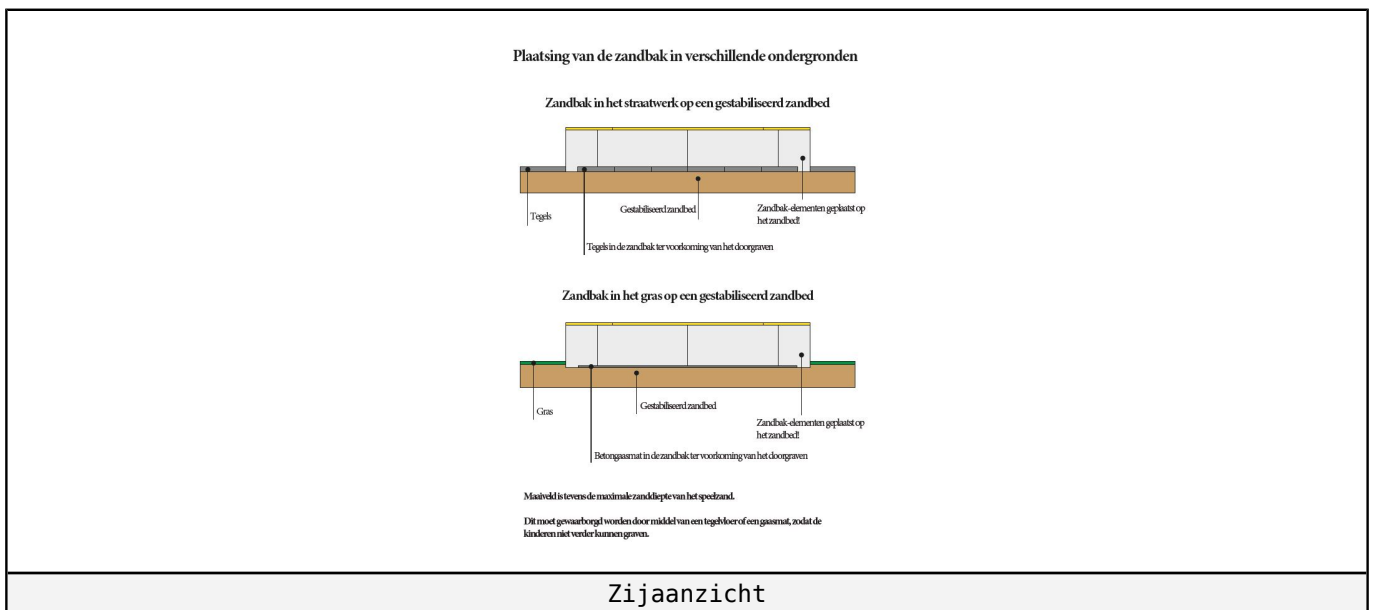 Plaatsing van de zandbak in verschillende ondergronden
Zandbak in het straatwerk op een gestabiliseerd zandbed
Tegels
Gestabiliseerd zandbed
Zandbak-elementen geplaatst op
het zandbed!
Tegels in de zandbak ter voorkoming van het doorgraven
Zandbak in het gras op een gestabiliseerd zandbed
Gras
Gestabiliseerd zandbed
Zandbak-elementen geplaatst op
het zandbed!
Betongaasmat in de zandbak ter voorkoming van het doorgraven
Maaiveld is tevens de maximale zanddiepte van het speelzand.
Dit moet gewaarborgd worden door middel van een tegelvloer of een gaasmat, zodat de
kinderen niet verder kunnen graven.
Zijaanzicht